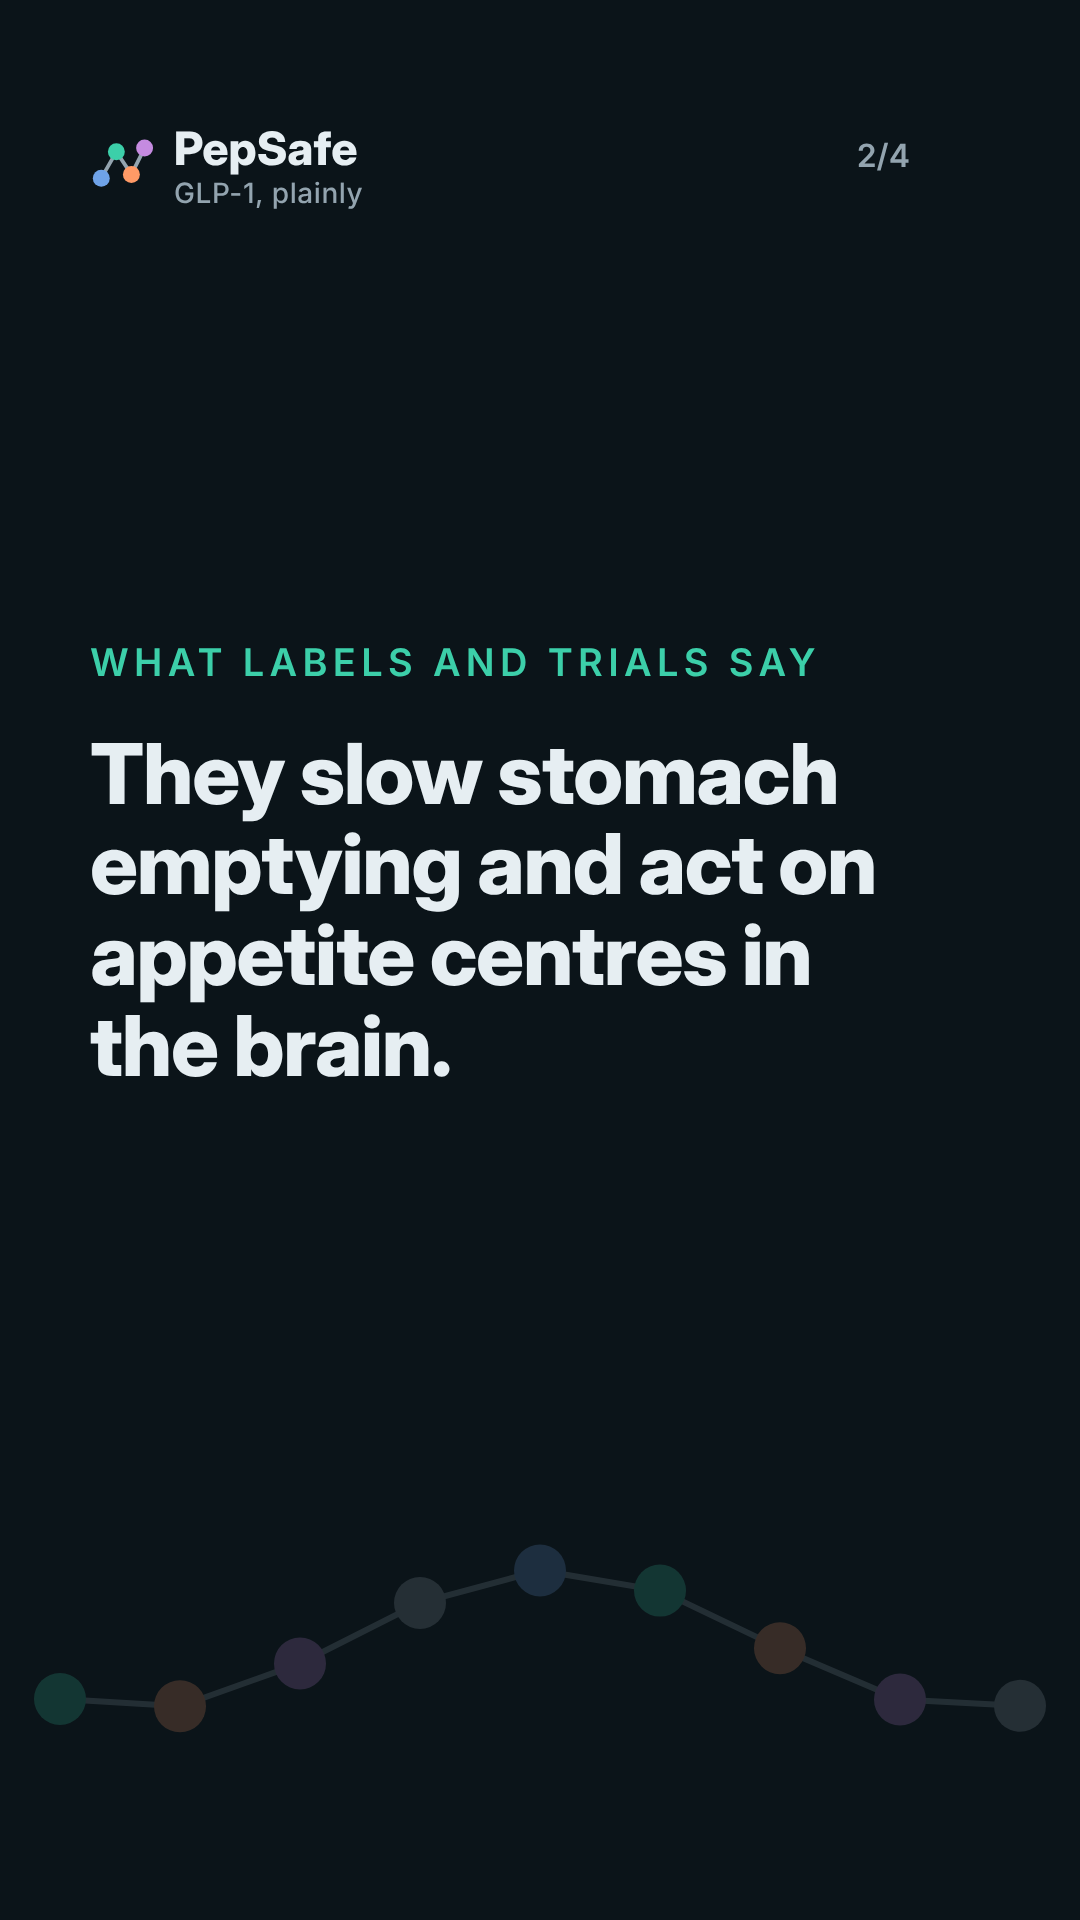 PepSafe
GLP-1, plainly
2/4
WHAT LABELS AND TRIALS SAY
They slow stomach
emptying and act on
appetite centres in
the brain.